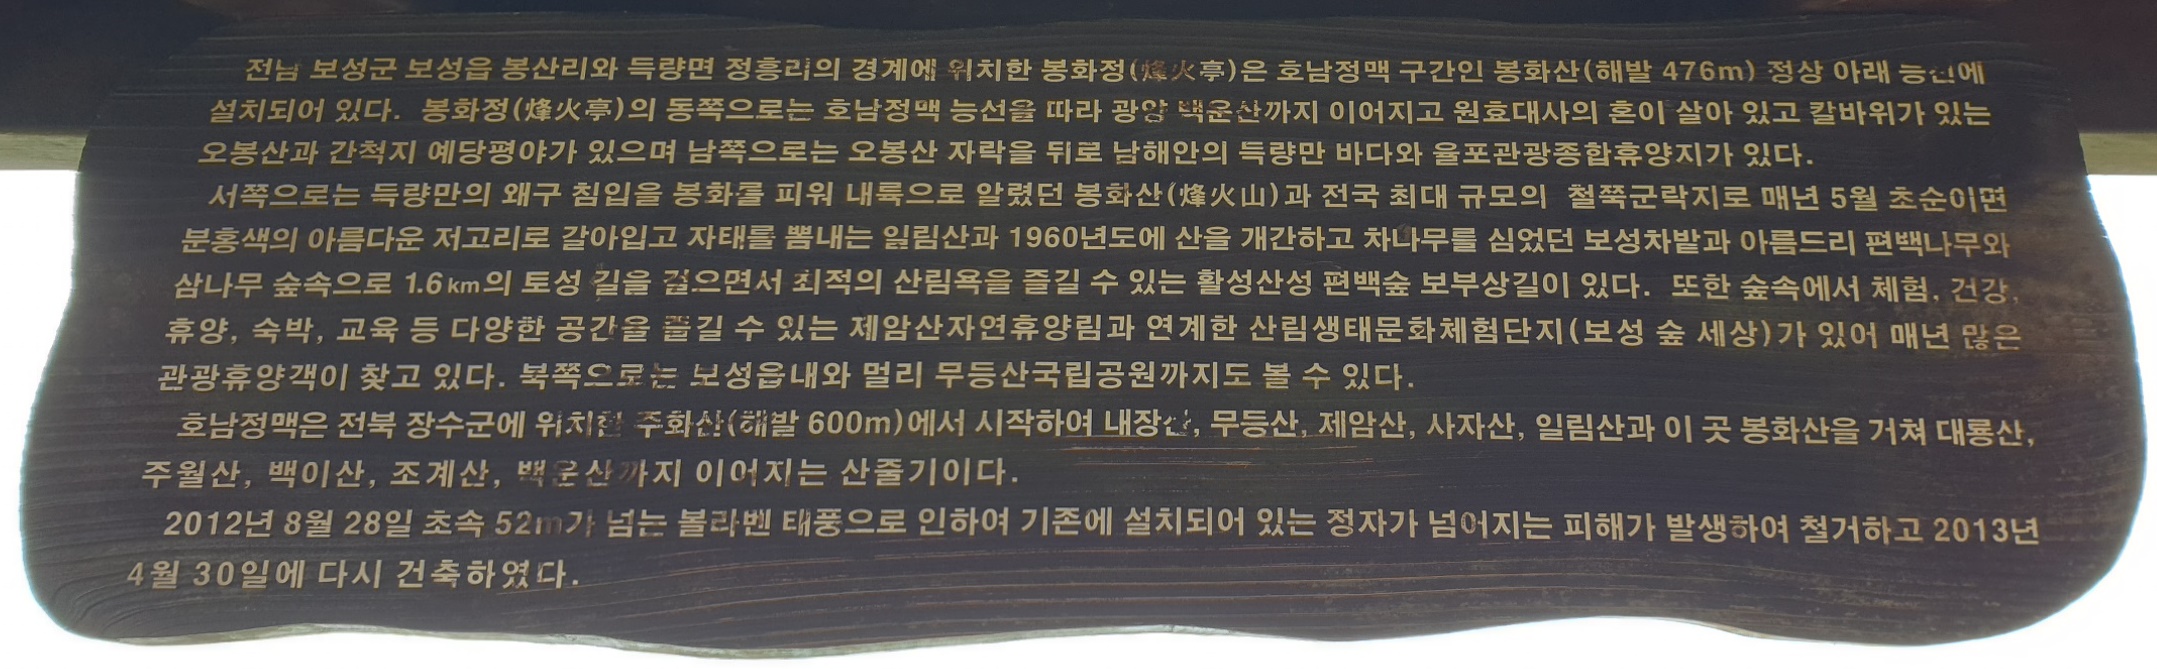 전남 보성군 보성읍 봉산리와 득량면 정흥리의 경계에 위치한 봉화정(烽火亭)은 호남정맥 구간인 봉화산(해발 476m) 정상 아래 능선에
설치되어 있다. 봉화정(烽火亭)의 동쪽으로는 호남정맥 능선을 따라 광양 백운산까지 이어지고 원효대사의 혼이 살아 있고 칼바위가 있는
오봉산과 간척지 예당평야가 있으며 남쪽으로는 오봉산 자락을 뒤로 남해안의 득량만 바다와 율포관광종합휴양지가 있다.
서쪽으로는 득량만의 왜구 침입을 봉화를 피워 내륙으로 알렸던 봉화산(烽火山)과 전국 최대 규모의 철쭉군락지로 매년 5월 초순이면
분홍색의 아름다운 저고리로 갈아입고 자태를 뽐내는 일림산과 1960년도에 산을 개간하고 차나무를 심었던 보성차밭과 아름드리 편백나무와
삼나무 숲속으로 1.6km의 토성 길을 걸으면서 최적의 산림욕을 즐길 수 있는 활성산성 편백숲 보부상길이 있다. 또한 숲속에서 체험, 건강,
휴양, 숙박, 교육 등 다양한 공간을 즐길 수 있는 제암산자연휴양림과 연계한 산림생태문화체험단지(보성 숲 세상)가 있어 매년 많은
관광휴양객이 찾고 있다. 북쪽으로는 보성읍내와 멀리 무등산국립공원까지도 볼 수 있다.
호남정맥은 전북 장수군에 위치한 주화산(해발 600m)에서 시작하여 내장산, 무등산, 제암산, 사자산, 일림산과 이 곳 봉화산을 거쳐 대룡산,
주월산, 백이산, 조계산, 백운산까지 이어지는 산줄기이다.
2012년 8월 28일 초속 52m가 넘는 볼라벤 태풍으로 인하여 기존에 설치되어 있는 정자가 넘어지는 피해가 발생하여 철거하고 2013년
4월 30일에 다시 건축하였다.